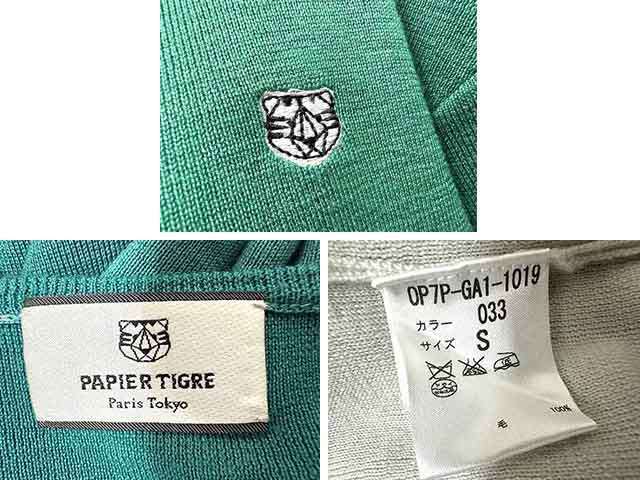 PAPIER TIGRE
Paris Tokyo
OP7P-GA1-1019
カラー 033
サイズ S
毛 100%